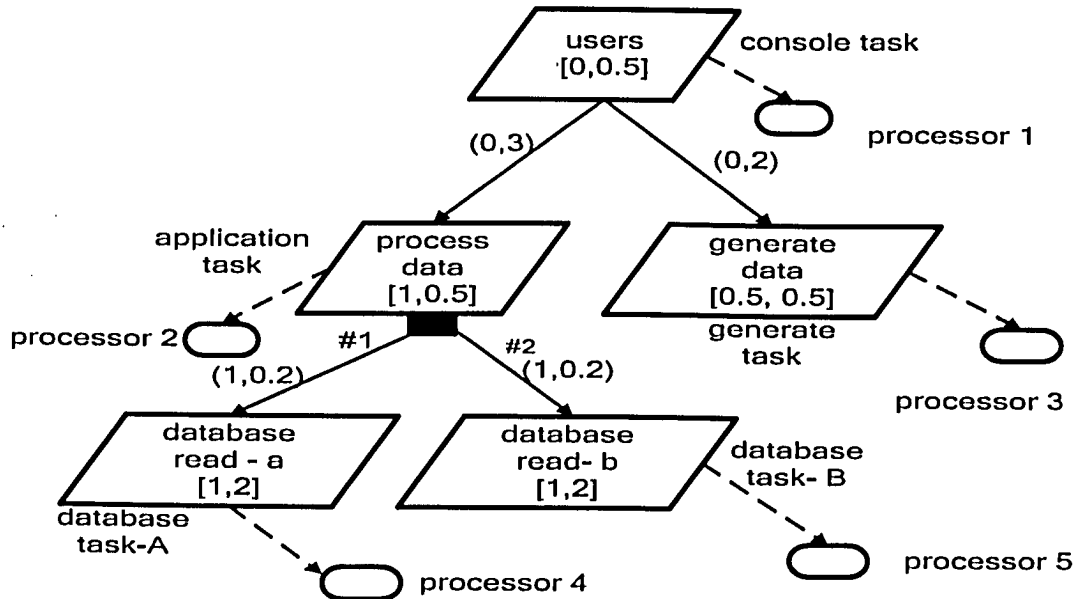 users
[0,0.5]
console task
processor 1
(0,3)
(0,2)
application
task
process
data
[1,0.5]
generate
data
[0.5, 0.5]
generate
task
processor 2
#1
#2
(1,0.2)
(1,0.2)
processor 3
database
read - a
[1,2]
database
read- b
[1,2]
database
task- B
database
task-A
processor 4
processor 5